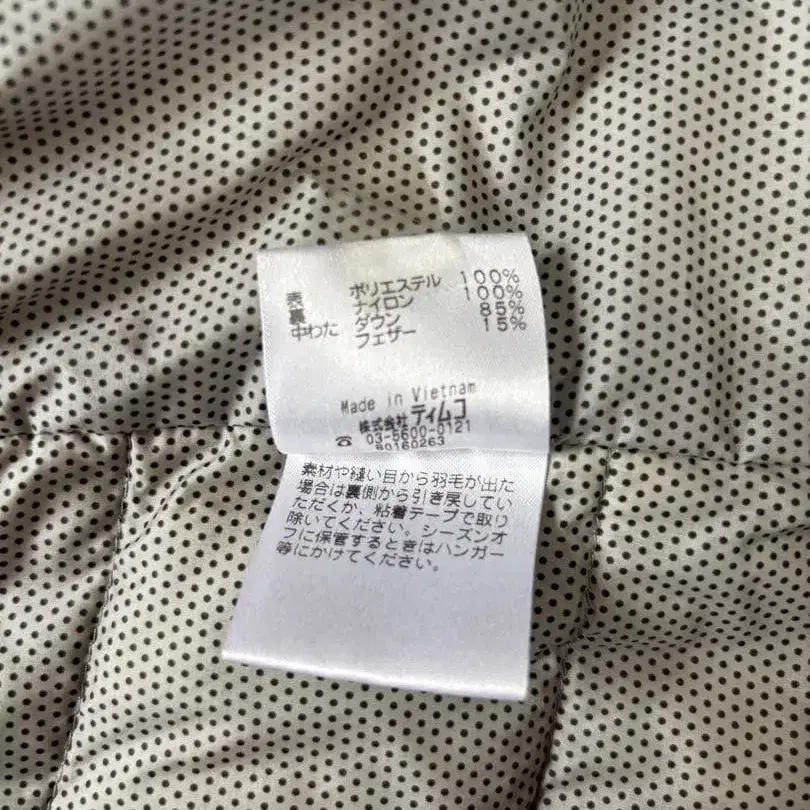 表 ポリエステル 100%
裏 ナイロン 100%
中わた ダウン 85%
フェザー 15%
Made in Vietnam
株式会社 ティムコ
☎ 03-5600-0121
80160263
素材や縫い目から羽毛が出た
場合は裏側から引き戻してい
ただくか、粘着テープで取り
除いてください。シーズンオ
フに保管するときはハンガー
等にかけてください。